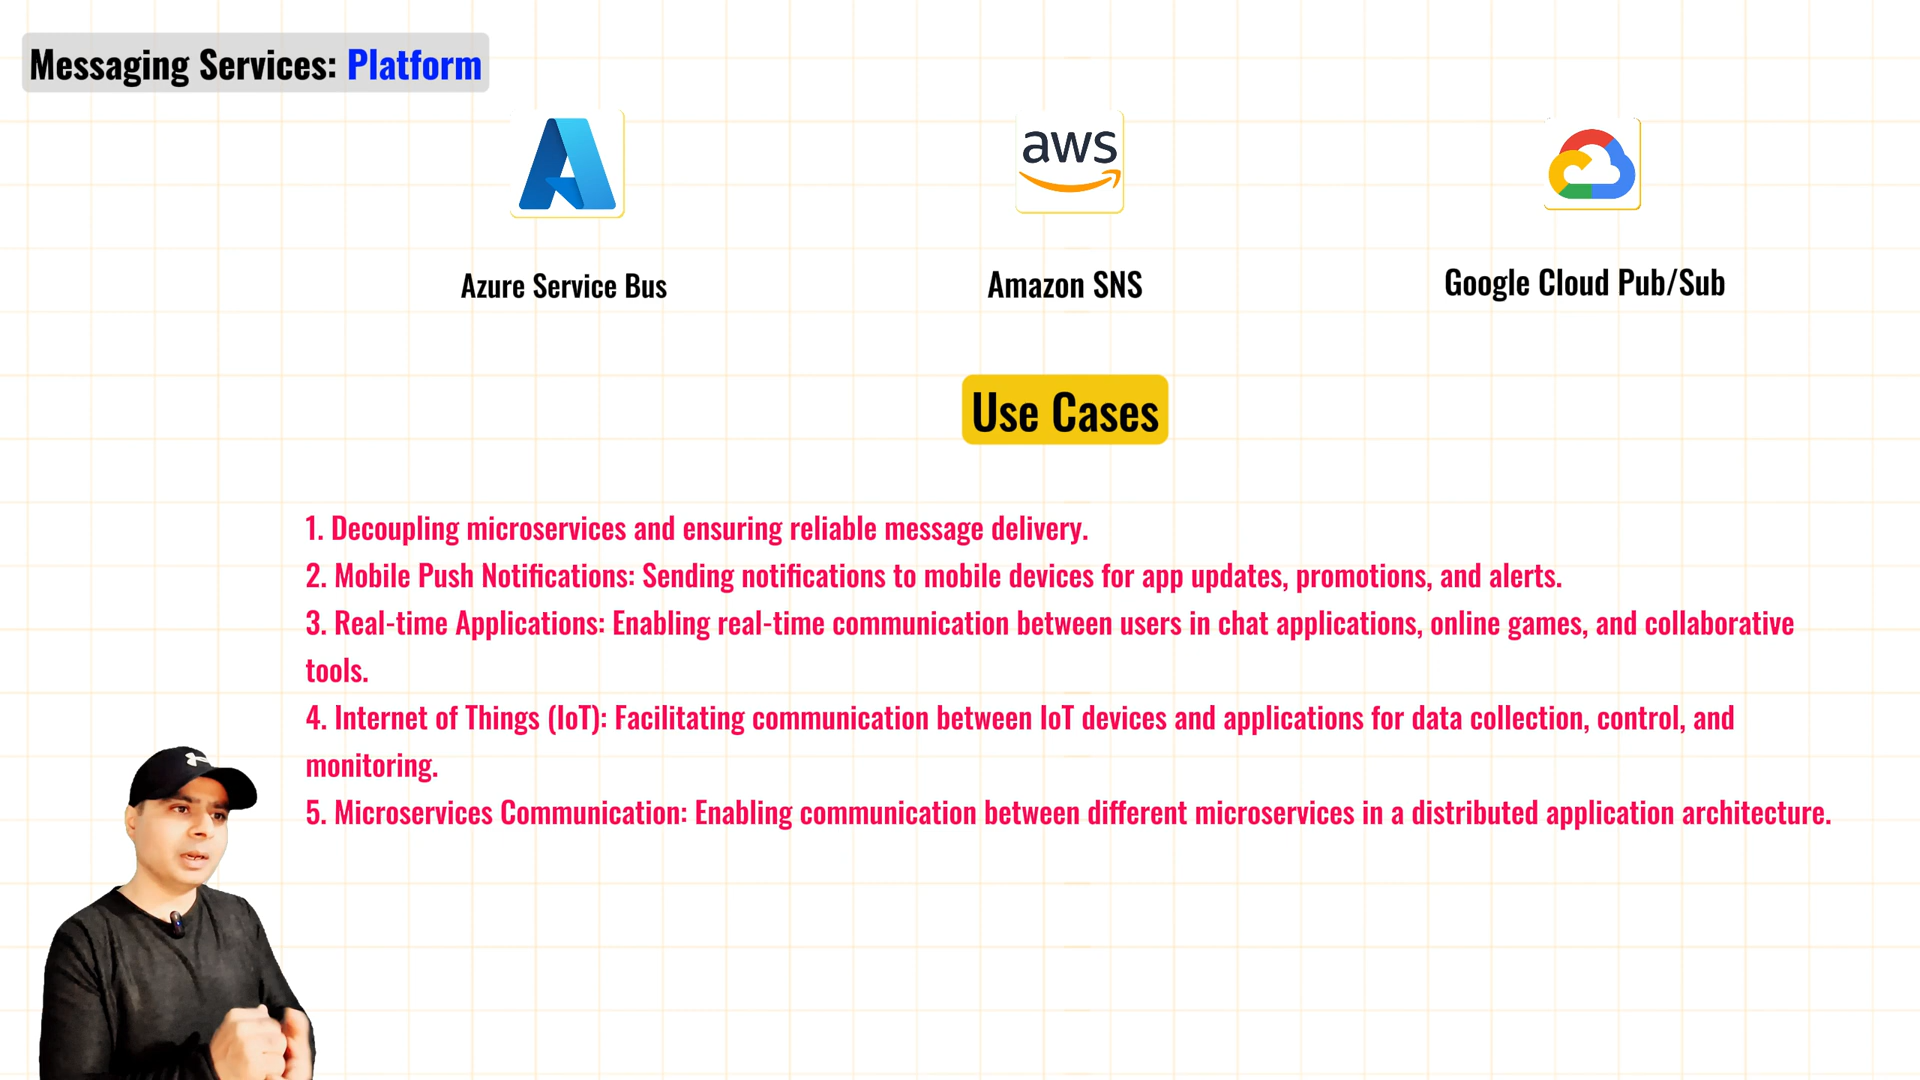 Messaging Services: Platform
aws
Azure Service Bus
Amazon SNS
Google Cloud Pub/Sub
Use Cases
1. Decoupling microservices and ensuring reliable message delivery.
2. Mobile Push Notifications: Sending notifications to mobile devices for app updates, promotions, and alerts.
3. Real-time Applications: Enabling real-time communication between users in chat applications, online games, and collaborative
tools.
4. Internet of Things (IoT): Facilitating communication between IoT devices and applications for data collection, control, and
monitoring.
5. Microservices Communication: Enabling communication between different microservices in a distributed application architecture.